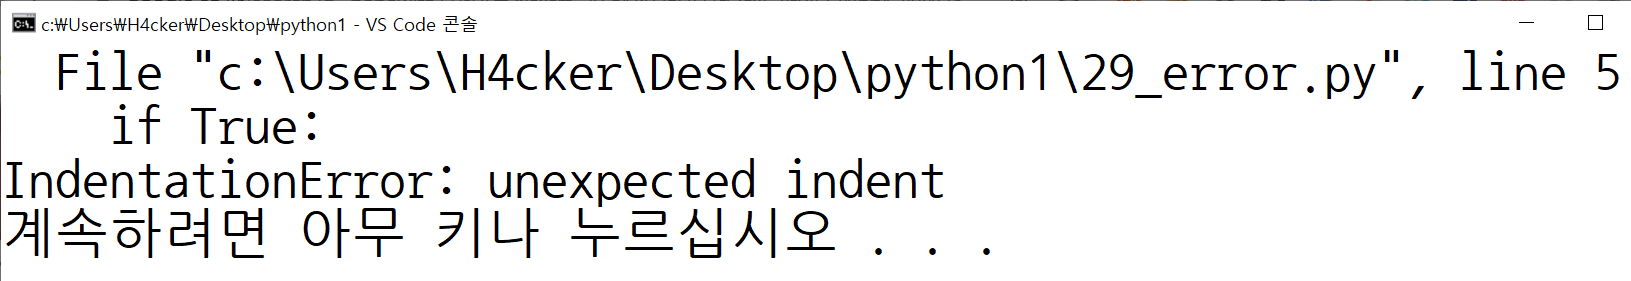 c:₩Users₩H4cker₩Desktop₩python1 - VS Code 콘솔
File "c:\Users\H4cker\Desktop\python1\29_error.py", line 5
if True:
IndentationError: unexpected indent
계속하려면 아무 키나 누르십시오 . . .